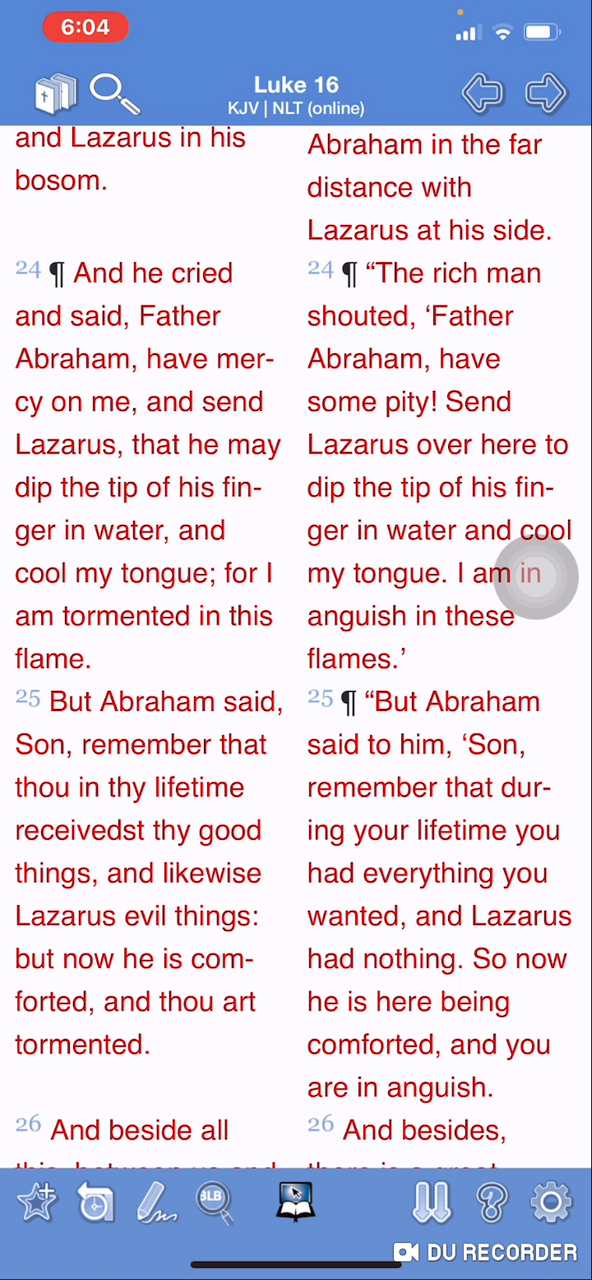 6:04
Luke 16
KJV | NLT (online)
and Lazarus in his
bosom.
24 ¶ And he cried
and said, Father
Abraham, have mer-
cy on me, and send
Lazarus, that he may
dip the tip of his fin-
ger in water, and
cool my tongue; for I
am tormented in this
flame.
25 But Abraham said,
Son, remember that
thou in thy lifetime
receivedst thy good
things, and likewise
Lazarus evil things:
but now he is com-
forted, and thou art
tormented.
26 And beside all
this, between us and
Abraham in the far
distance with
Lazarus at his side.
24 ¶ “The rich man
shouted, ‘Father
Abraham, have
some pity! Send
Lazarus over here to
dip the tip of his fin-
ger in water and cool
my tongue. I am in
anguish in these
flames.’
25 ¶ “But Abraham
said to him, ‘Son,
remember that dur-
ing your lifetime you
had everything you
wanted, and Lazarus
had nothing. So now
he is here being
comforted, and you
are in anguish.
26 And besides,
there is a great
BLB
DU RECORDER